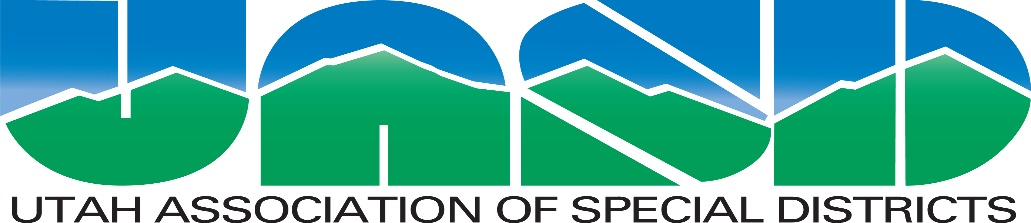 UASD
UTAH ASSOCIATION OF SPECIAL DISTRICTS